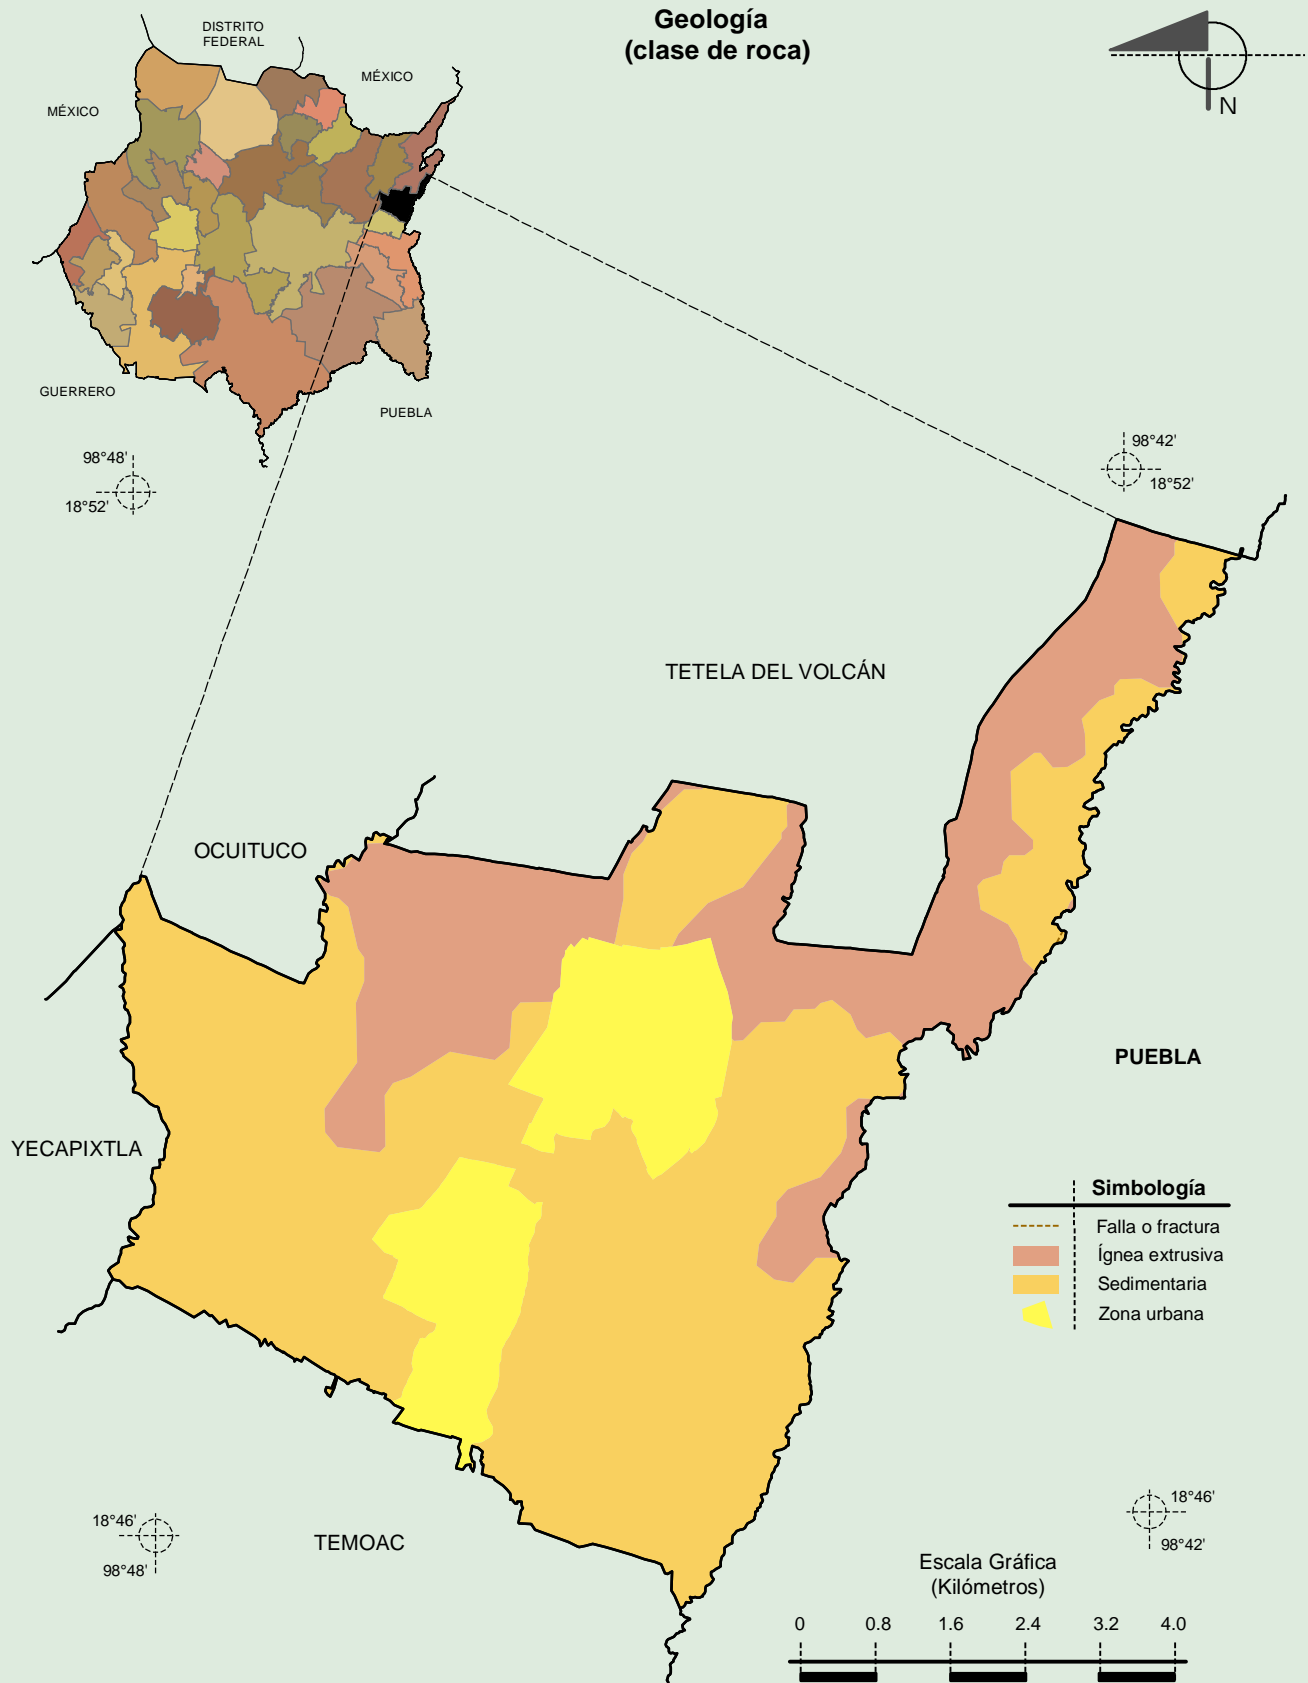 Geología
(clase de roca)
DISTRITO
FEDERAL
MÉXICO
MÉXICO
N
GUERRERO
PUEBLA
98°48'
18°52'
98°42'
18°52'
TETELA DEL VOLCÁN
OCUITUCO
PUEBLA
YECAPIXTLA
Simbología
Falla o fractura
Ígnea extrusiva
Sedimentaria
Zona urbana
18°46'
98°48'
TEMOAC
18°46'
98°42'
Escala Gráfica
(Kilómetros)
0 0.8 1.6 2.4 3.2 4.0